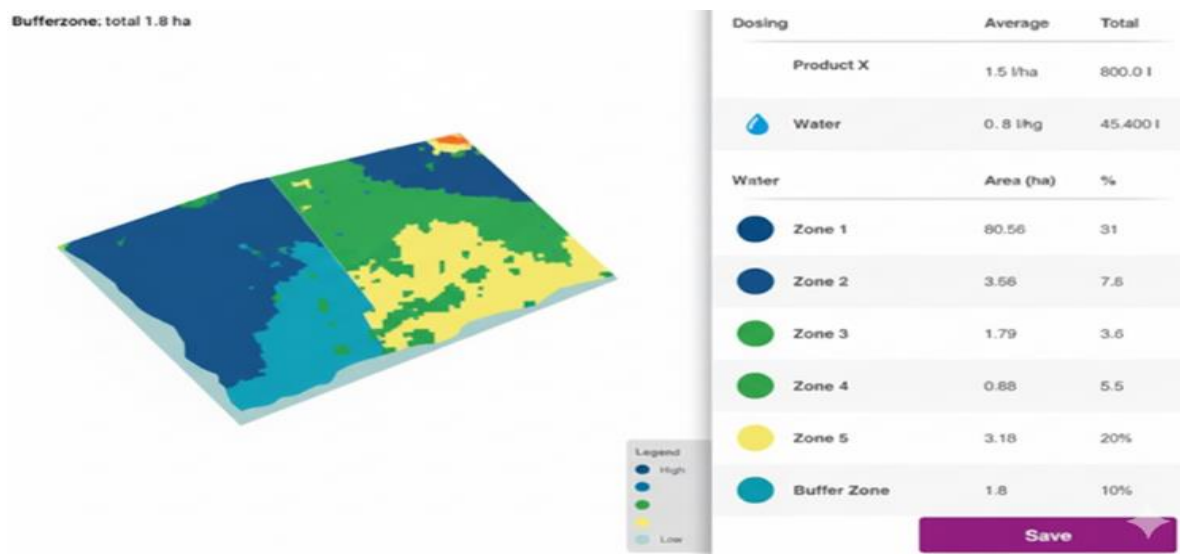 Bufferzone; total 1.8 ha
Dosing Average Total
Product X 1.5 l/ha 800.0 l
Water 0.8 l/hg 45.400 l
Water Area (ha) %
Zone 1 80.56 31
Zone 2 3.56 7.6
Zone 3 1.79 3.6
Zone 4 0.88 5.5
Zone 5 3.18 20%
Buffer Zone 1.8 10%
Legend
High
Low
Save